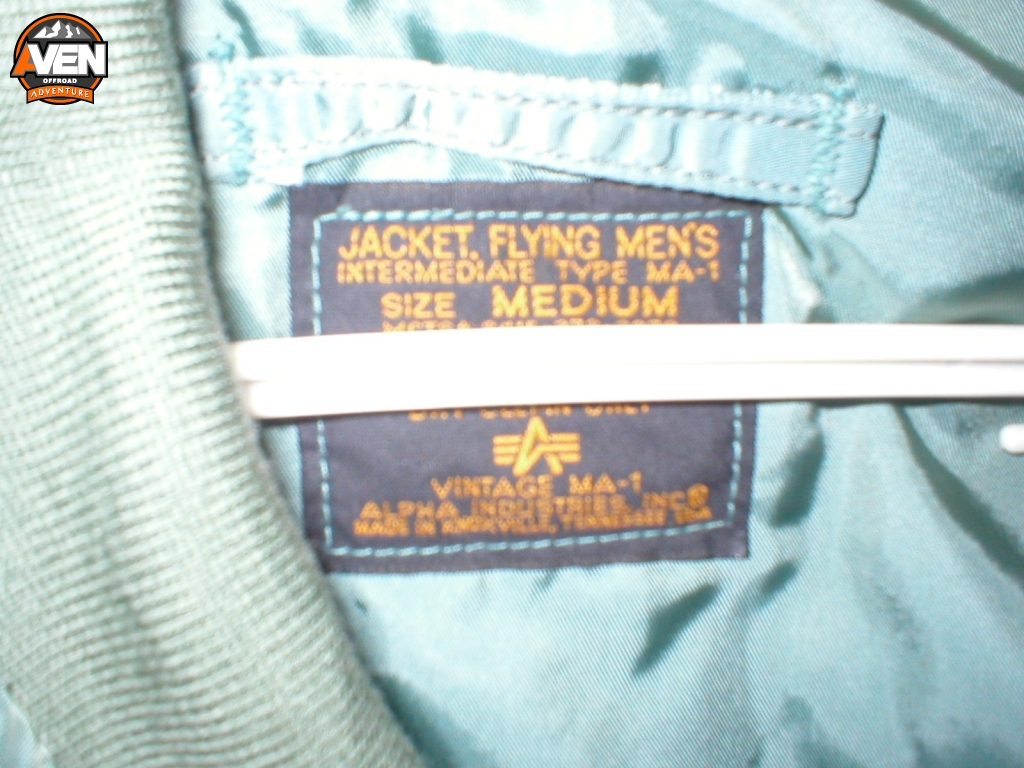 AVEN
OFFROAD
ADVENTURE
JACKET, FLYING MEN'S
INTERMEDIATE TYPE MA-1
SIZE MEDIUM
VINTAGE MA-1
ALPHA INDUSTRIES, INC®
MADE IN KNOXVILLE, TENNESSEE USA